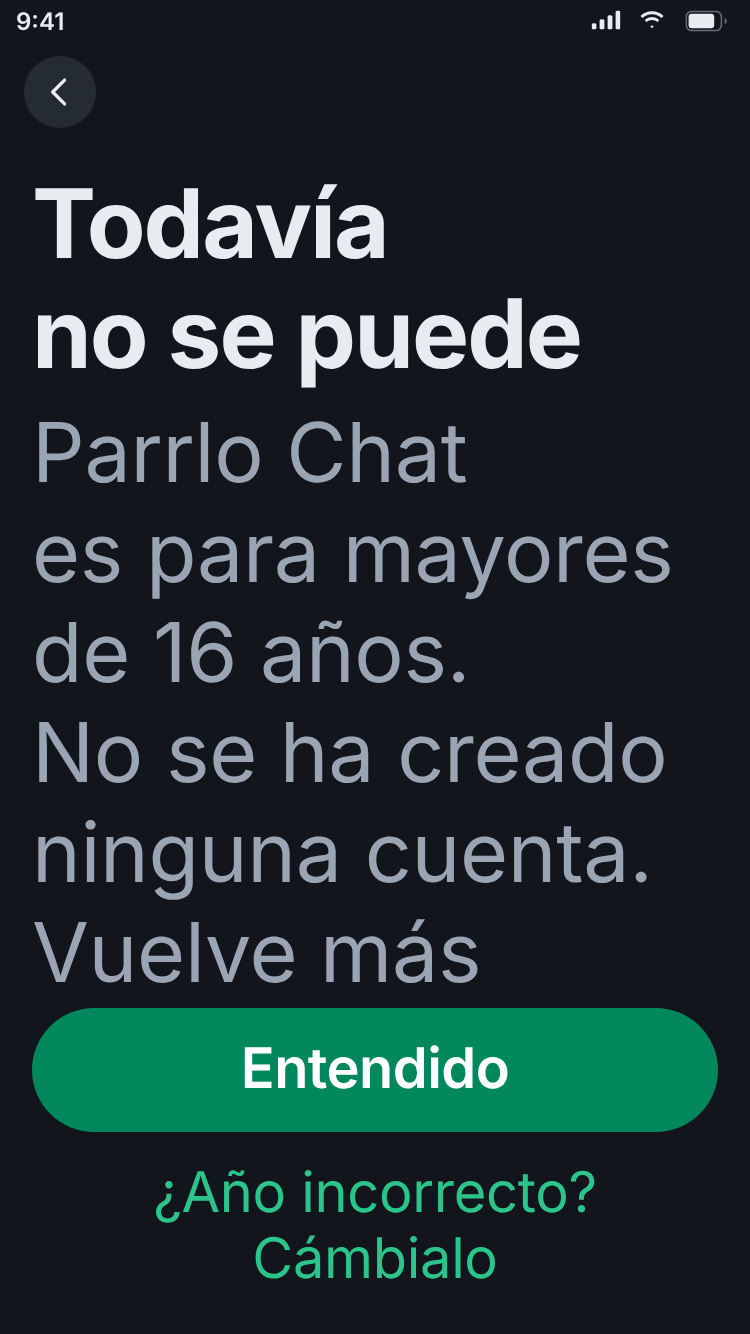 9:41
Todavía
no se puede
Parrlo Chat
es para mayores
de 16 años.
No se ha creado
ninguna cuenta.
Vuelve más
Entendido
¿Año incorrecto?
Cámbialo